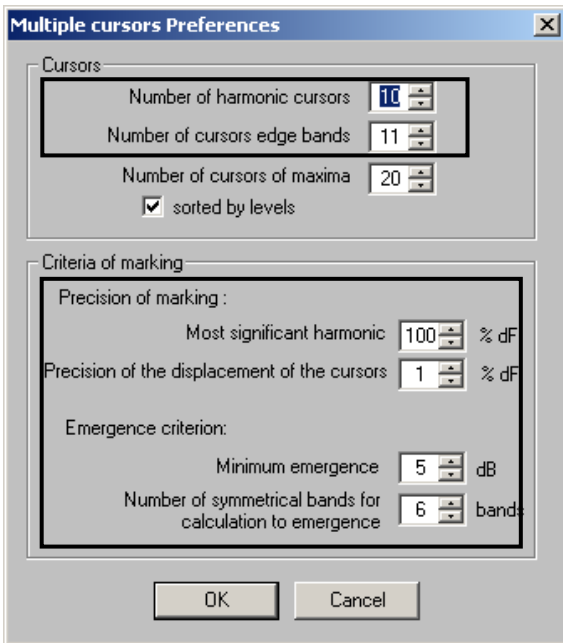 Multiple cursors Preferences
Cursors
Number of harmonic cursors 10
Number of cursors edge bands 11
Number of cursors of maxima 20
sorted by levels
Criteria of marking
Precision of marking :
Most significant harmonic 100 % dF
Precision of the displacement of the cursors 1 % dF
Emergence criterion:
Minimum emergence 5 dB
Number of symmetrical bands for
calculation to emergence 6 bands
OK Cancel